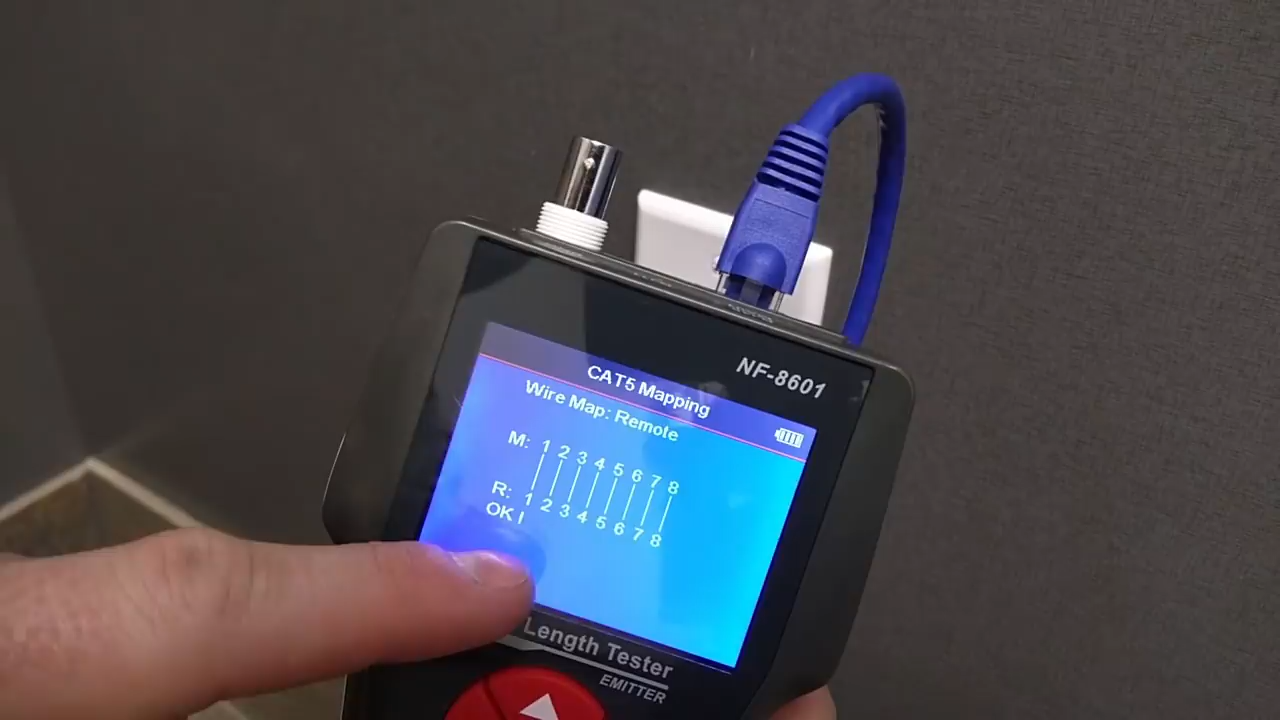 NF-8601
CAT5 Mapping
Wire Map: Remote
M: 1 2 3 4 5 6 7 8
R: 1 2 3 4 5 6 7 8
OK!
Length Tester
EMITTER